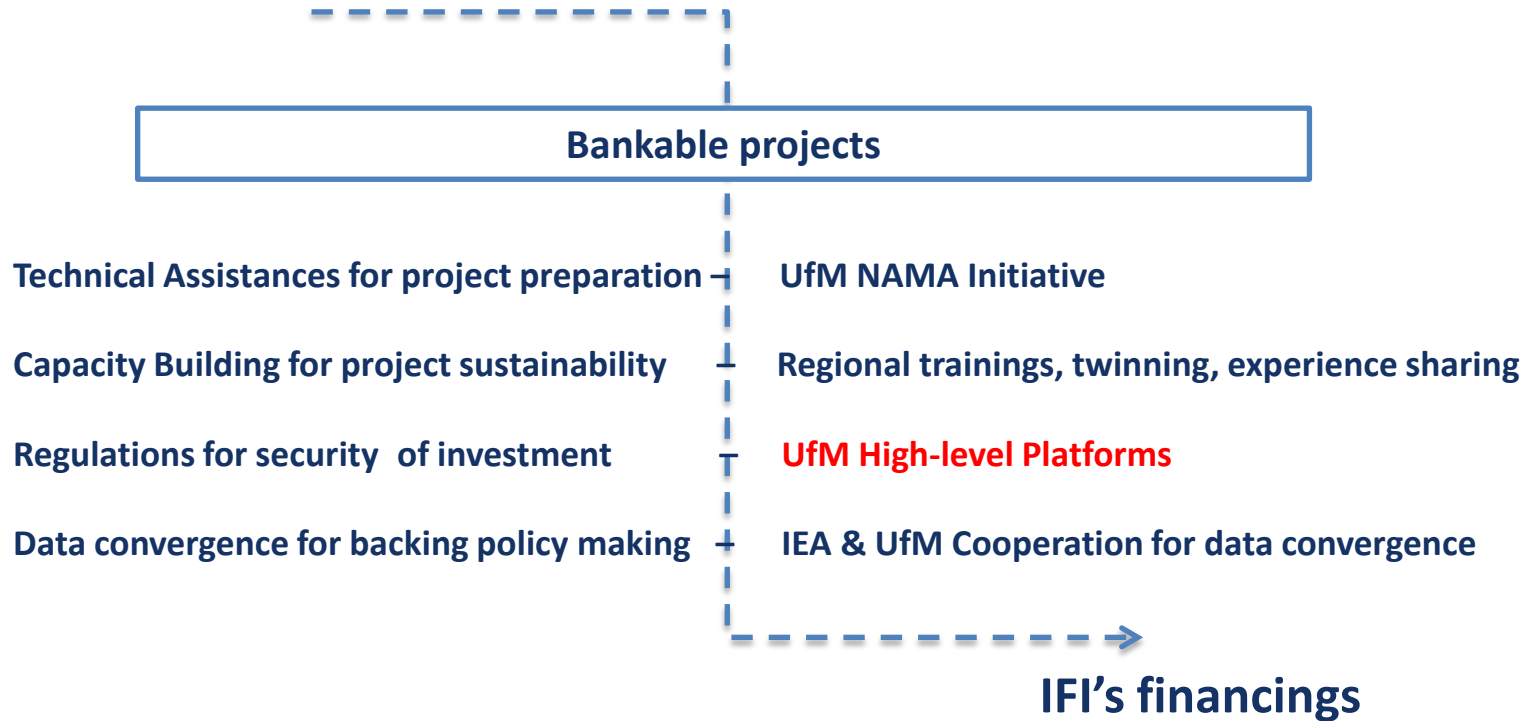 Bankable projects
Technical Assistances for project preparation
UfM NAMA Initiative
Capacity Building for project sustainability
Regional trainings, twinning, experience sharing
Regulations for security of investment
UfM High-level Platforms
Data convergence for backing policy making
IEA & UfM Cooperation for data convergence
IFI's financings